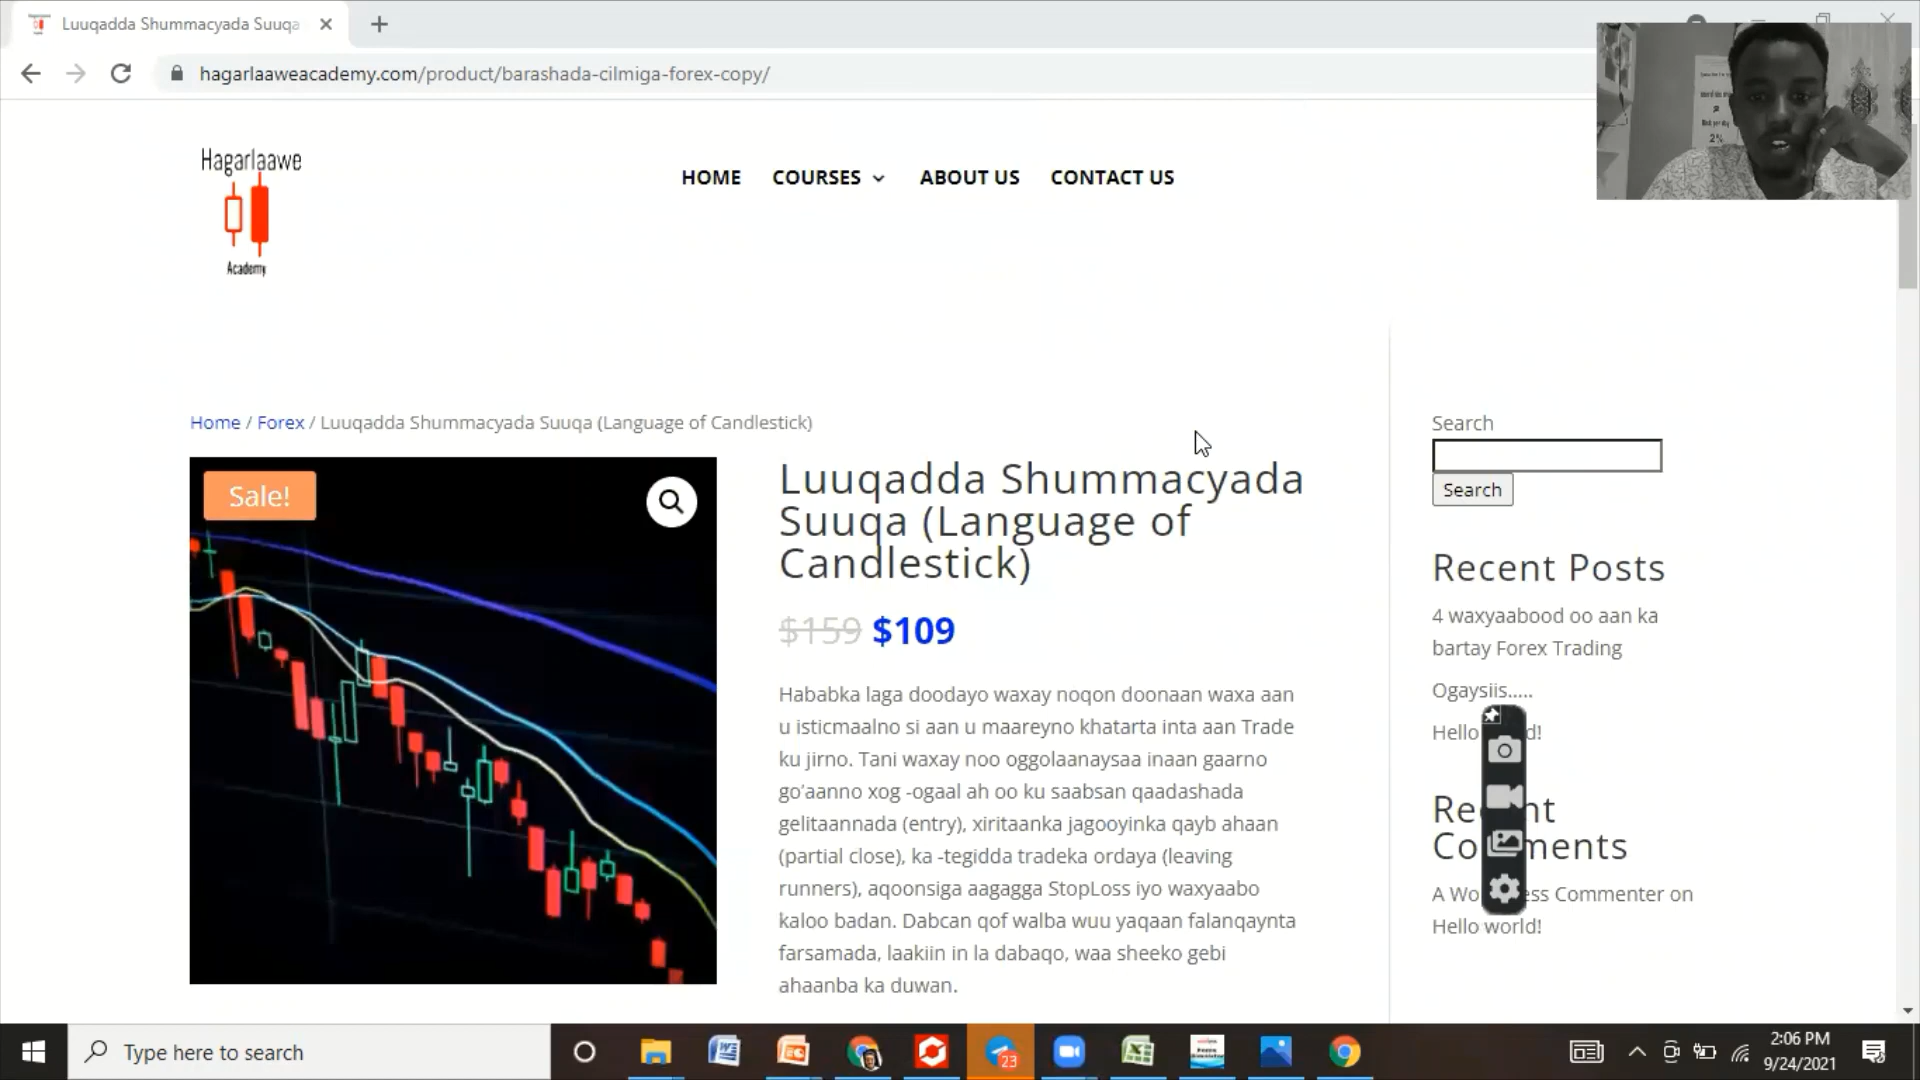 Luuqadda Shummacyada Suuqa
hagarlaaweacademy.com/product/barashada-cilmiga-forex-copy/
Hagarlaawe
Academy
HOME COURSES ABOUT US CONTACT US
2%
Home / Forex / Luuqadda Shummacyada Suuqa (Language of Candlestick)
Sale!
Luuqadda Shummacyada
Suuqa (Language of
Candlestick)
$159 $109
Hababka laga doodayo waxay noqon doonaan waxa aan
u isticmaalno si aan u maareyno khatarta inta aan Trade
ku jirno. Tani waxay noo oggolaanaysaa inaan gaarno
go’aanno xog -ogaal ah oo ku saabsan qaadashada
gelitaannada (entry), xiritaanka jagooyinka qayb ahaan
(partial close), ka -tegidda tradeka ordaya (leaving
runners), aqoonsiga aagagga StopLoss iyo waxyaabo
kaloo badan. Dabcan qof walba wuu yaqaan falanqaynta
farsamada, laakiin in la dabaqo, waa sheeko gebi
ahaanba ka duwan.
Search
Search
Recent Posts
4 waxyaabood oo aan ka
bartay Forex Trading
Ogaysiis.....
Hello d!
Re nt
Co mments
A Wo ess Commenter on
Hello world!
Type here to search
23
2:06 PM
9/24/2021